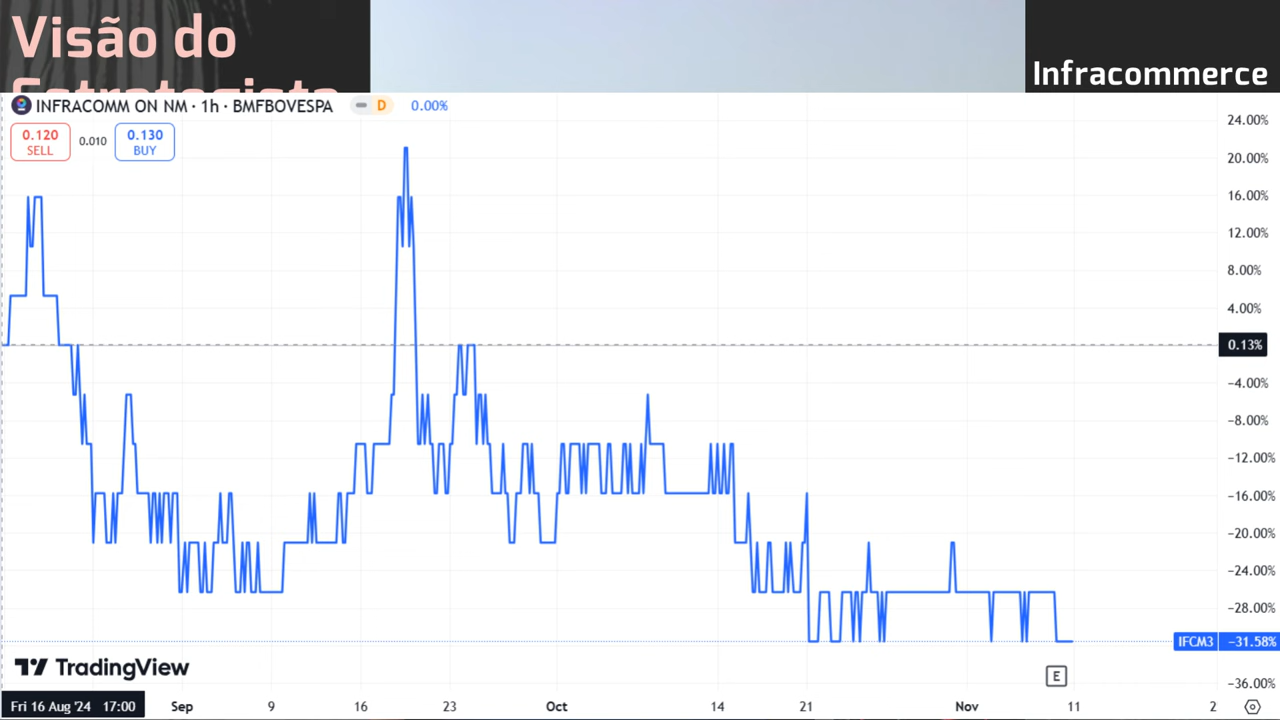 Visão do
Estrategista
Infracommerce
INFRACOMM ON NM · 1h · BMFBOVESPA
D
0.00%
0.120
SELL
0.010
0.130
BUY
24.00%
20.00%
16.00%
12.00%
8.00%
4.00%
0.13%
−4.00%
−8.00%
−12.00%
−16.00%
−20.00%
−24.00%
−28.00%
IFCM3 −31.58%
−36.00%
TradingView
E
Fri 16 Aug '24 17:00
Sep
9
16
23
Oct
14
21
Nov
11
2